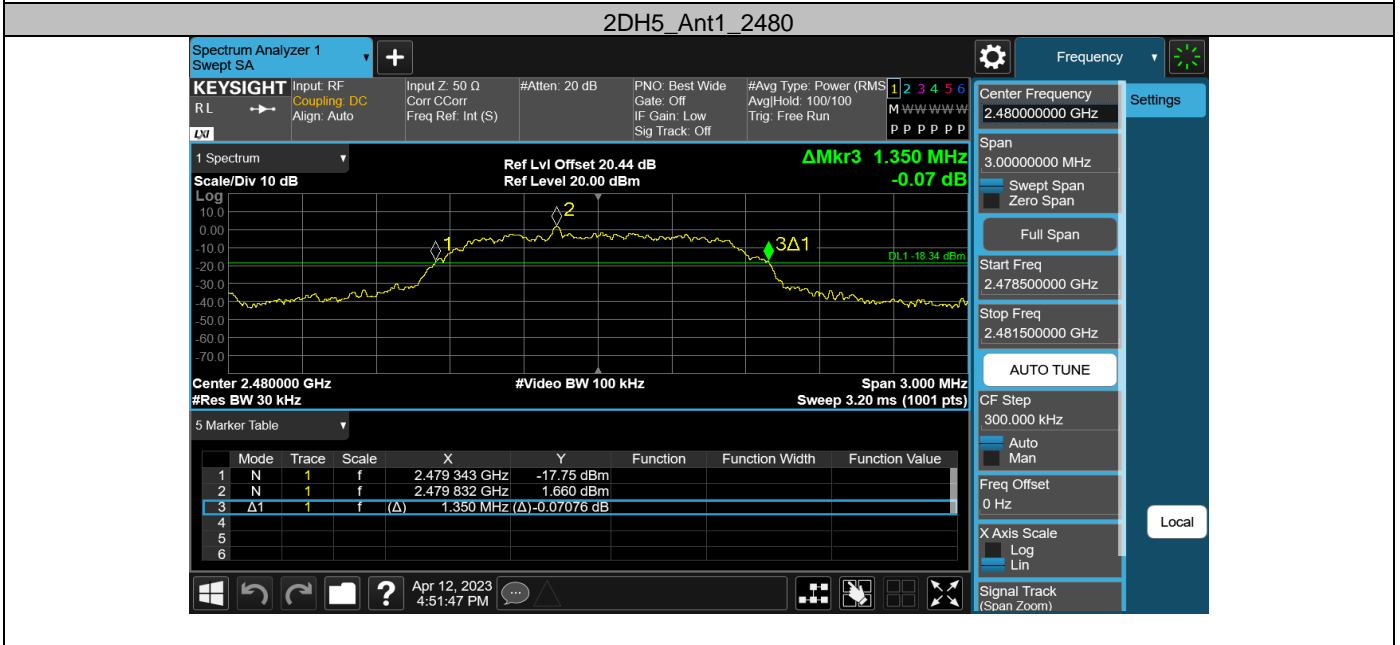 2DH5_Ant1_2480
Spectrum Analyzer 1
Swept SA
Frequency
KEYSIGHT
RL
LXI
Input: RF
Coupling: DC
Align: Auto
Input Z: 50 Ω
Corr CCorr
Freq Ref: Int (S)
#Atten: 20 dB
PNO: Best Wide
Gate: Off
IF Gain: Low
Sig Track: Off
#Avg Type: Power (RMS
Avg|Hold: 100/100
Trig: Free Run
1 2 3 4 5 6
M W W W W W
P P P P P P
1 Spectrum
Scale/Div 10 dB
Ref Lvl Offset 20.44 dB
Ref Level 20.00 dBm
ΔMkr3 1.350 MHz
-0.07 dB
Log
10.0
0.00
-10.0
-20.0
-30.0
-40.0
-50.0
-60.0
-70.0
1
2
3Δ1
DL1 -18.34 dBm
Center 2.480000 GHz
#Video BW 100 kHz
Span 3.000 MHz
#Res BW 30 kHz
Sweep 3.20 ms (1001 pts)
5 Marker Table
Mode Trace Scale X Y Function Function Width Function Value
1 N 1 f 2.479 343 GHz -17.75 dBm
2 N 1 f 2.479 832 GHz 1.660 dBm
3 Δ1 1 f (Δ) 1.350 MHz (Δ) -0.07076 dB
4
5
6
Apr 12, 2023
4:51:47 PM
Center Frequency
2.480000000 GHz
Settings
Span
3.00000000 MHz
Swept Span
Zero Span
Full Span
Start Freq
2.478500000 GHz
Stop Freq
2.481500000 GHz
AUTO TUNE
CF Step
300.000 kHz
Auto
Man
Freq Offset
0 Hz
Local
X Axis Scale
Log
Lin
Signal Track
(Span Zoom)